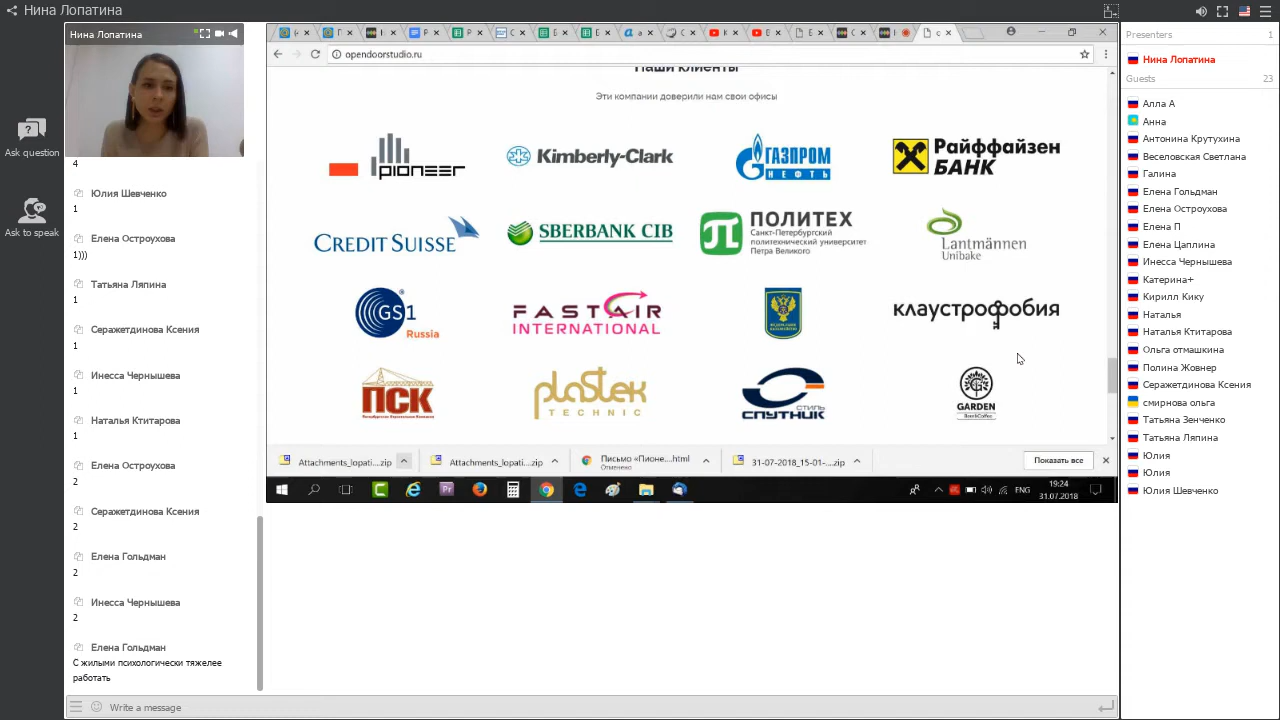 Нина Лопатина
Нина Лопатина
Ask question
Ask to speak
4
Юлия Шевченко
1
Елена Остроухова
1)))
Татьяна Ляпина
1
Серажетдинова Ксения
1
Инесса Чернышева
1
Наталья Ктитарова
1
Елена Остроухова
2
Серажетдинова Ксения
2
Елена Гольдман
2
Инесса Чернышева
2
Елена Гольдман
С жилыми психологически тяжелее
работать
Write a message
opendoorstudio.ru
Наши клиенты
Эти компании доверили нам свои офисы
pioneer
Kimberly-Clark
ГАЗПРОМ
НЕФТЬ
Райффайзен
БАНК
CREDIT SUISSE
SBERBANK CIB
ПОЛИТЕХ
Санкт-Петербургский
политехнический университет
Петра Великого
Lantmännen
Unibake
GS1
Russia
FASTAIR
INTERNATIONAL
клаустрофобия
ПСК
plastek
TECHNIC
СТИЛЬ
СПУТНИК
GARDEN
Attachments_lopati....zip
Attachments_lopati....zip
Письмо «Пионе....html
Отменено
31-07-2018_15-01-....zip
Показать все
ENG
19:24
31.07.2018
Presenters
1
Нина Лопатина
Guests
23
Алла А
Анна
Антонина Крутухина
Веселовская Светлана
Галина
Елена Гольдман
Елена Остроухова
Елена П
Елена Цаплина
Инесса Чернышева
Катерина+
Кирилл Кику
Наталья
Наталья Ктитарова
Ольга отмашкина
Полина Жовнер
Серажетдинова Ксения
смирнова ольга
Татьяна Зенченко
Татьяна Ляпина
Юлия
Юлия
Юлия Шевченко